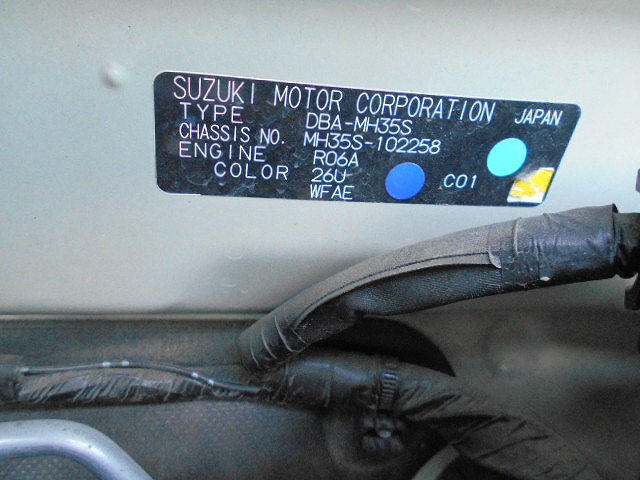 SUZUKI MOTOR CORPORATION JAPAN
TYPE DBA-MH35S
CHASSIS NO. MH35S-102258
ENGINE R06A
COLOR 26U C01
WFAE